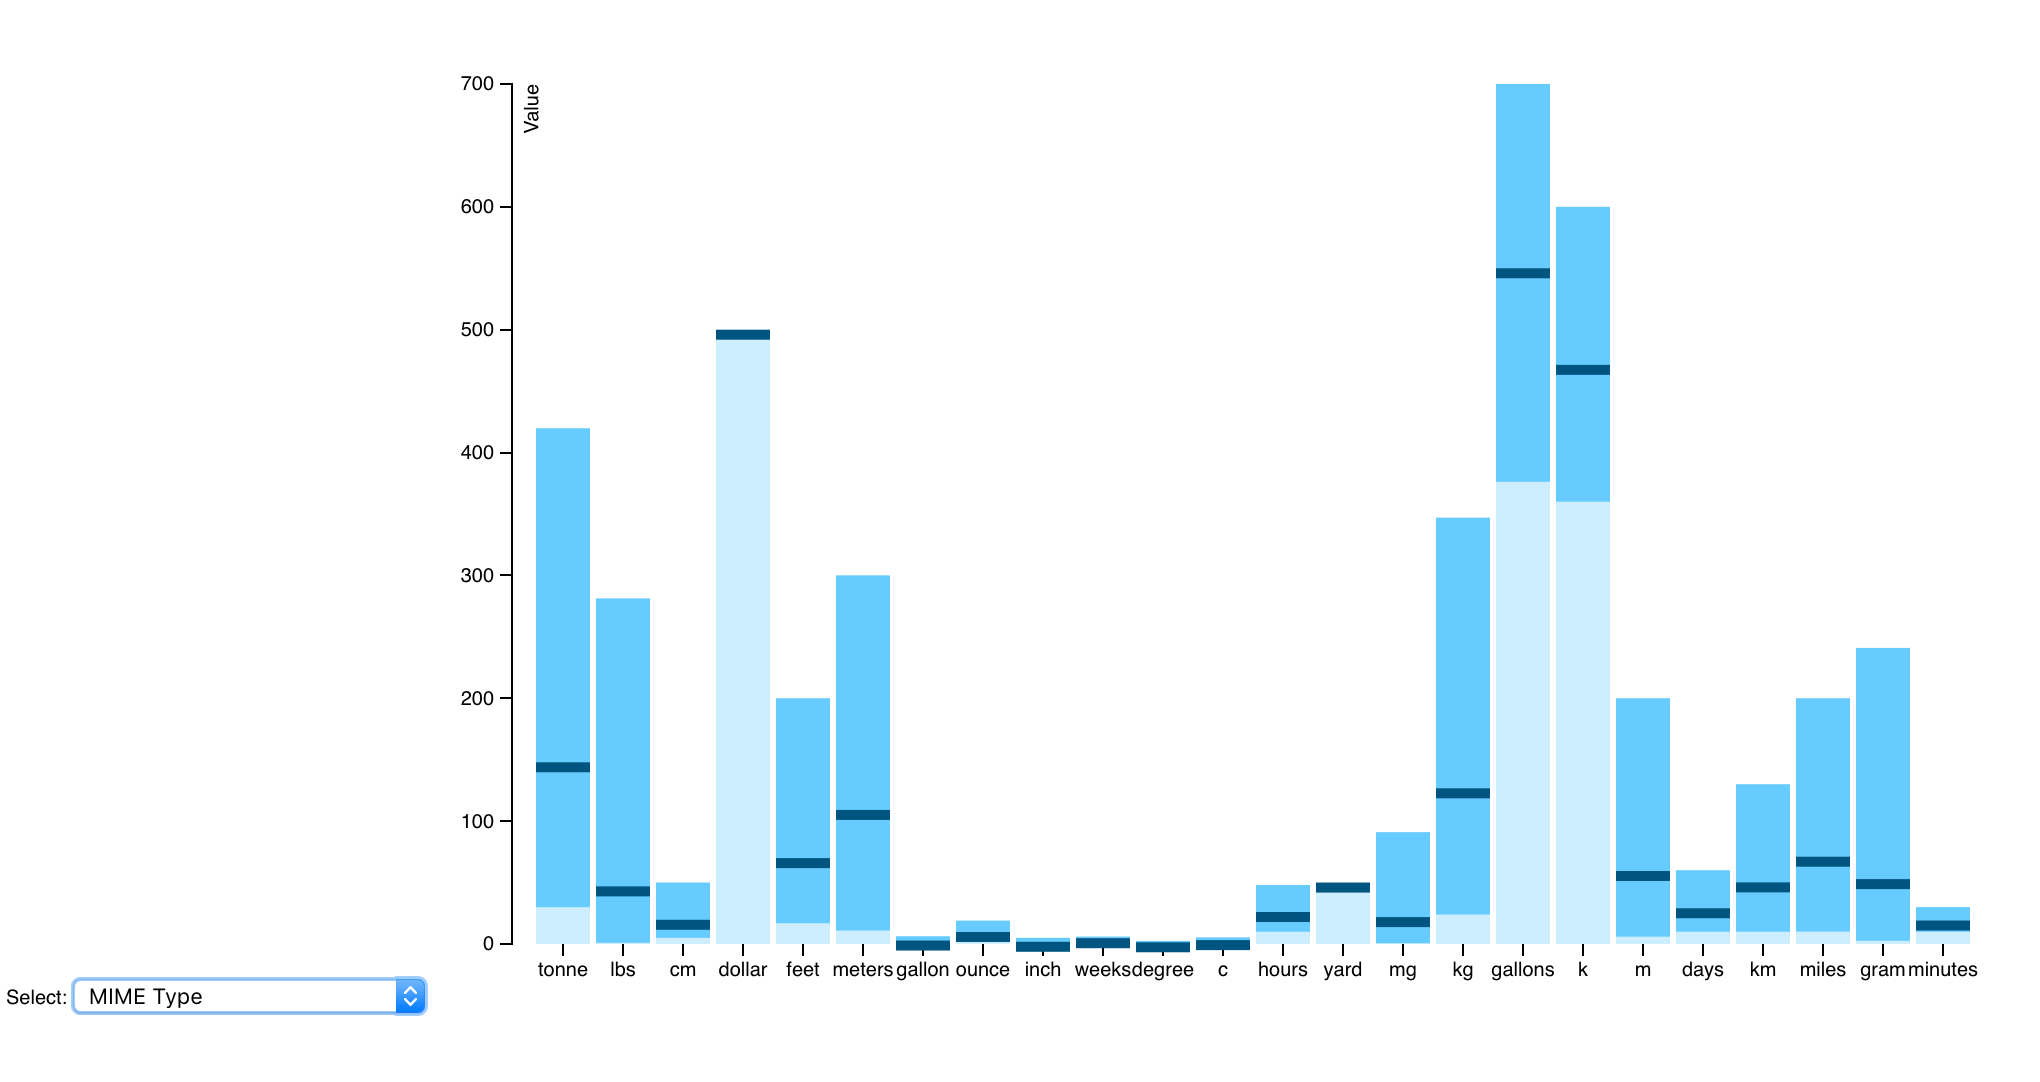 Value
700
600
500
400
300
200
100
0
tonne lbs cm dollar feet meters gallon ounce inch weeks degree c hours yard mg kg gallons k m days km miles gram minutes
Select: MIME Type